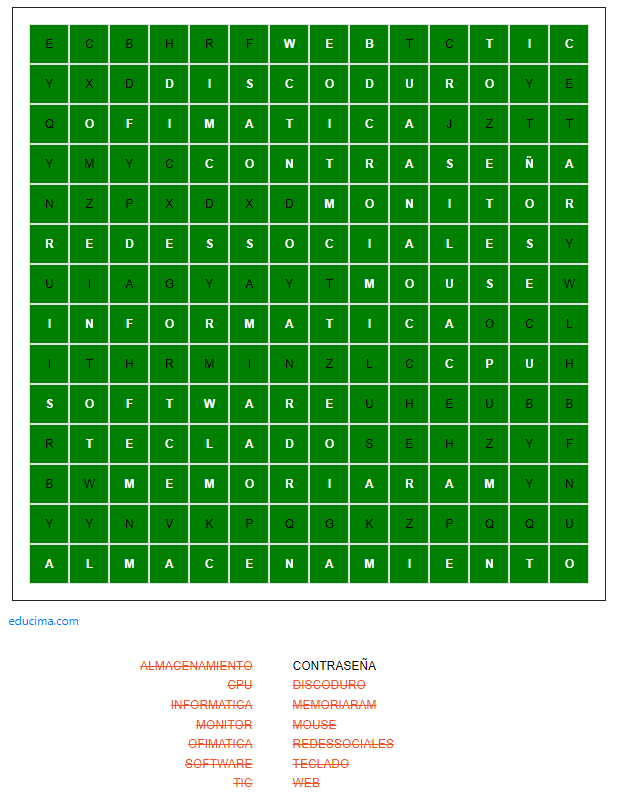 E C B H R F W E B T C T I C
Y X D D I S C O D U R O Y E
Q O F I M A T I C A J Z T T
Y M Y C C O N T R A S E Ñ A
N Z P X D X D M O N I T O R
R E D E S S O C I A L E S Y
U I A G Y A Y T M O U S E W
I N F O R M A T I C A O C L
I T H R M I N Z L C C P U H
S O F T W A R E U H E U B B
R T E C L A D O S E H Z Y F
B W M E M O R I A R A M Y N
Y Y N V K P Q G K Z P Q Q U
A L M A C E N A M I E N T O
educima.com
ALMACENAMIENTO CONTRASEÑA
CPU DISCODURO
INFORMATICA MEMORIARAM
MONITOR MOUSE
OFIMATICA REDESSOCIALES
SOFTWARE TECLADO
TIC WEB